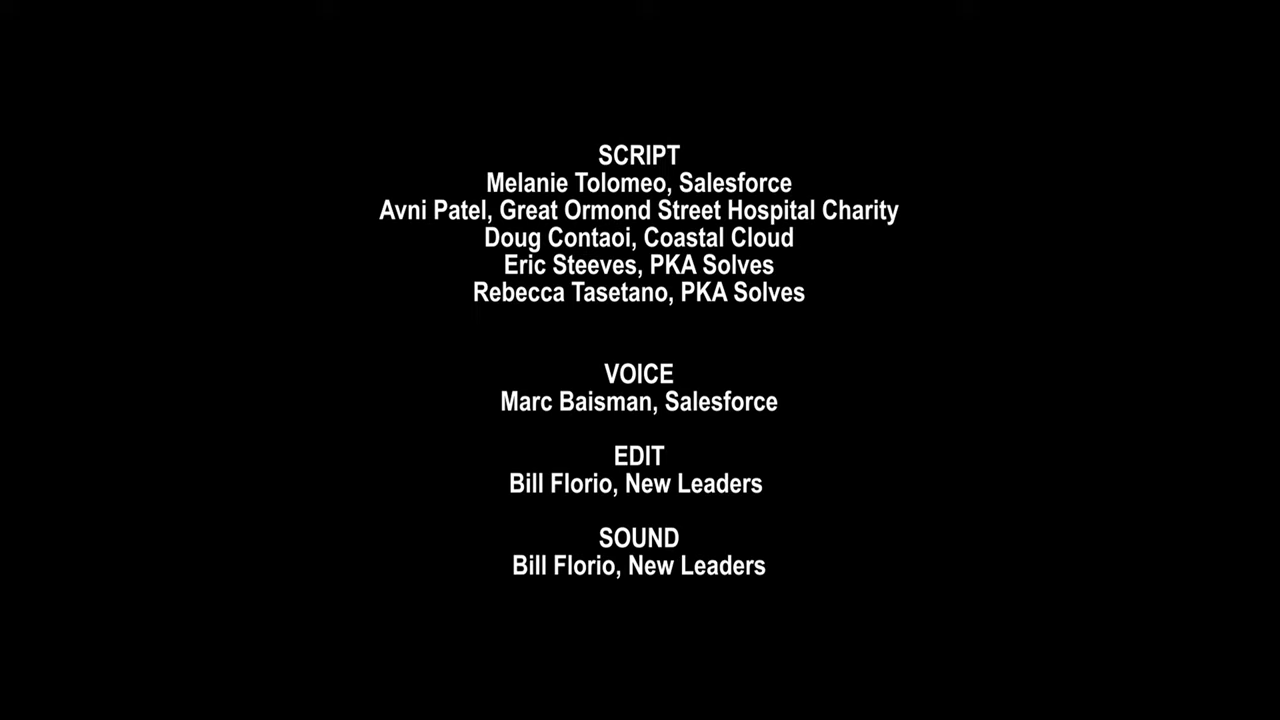 SCRIPT
Melanie Tolomeo, Salesforce
Avni Patel, Great Ormond Street Hospital Charity
Doug Contaoi, Coastal Cloud
Eric Steeves, PKA Solves
Rebecca Tasetano, PKA Solves
VOICE
Marc Baisman, Salesforce
EDIT
Bill Florio, New Leaders
SOUND
Bill Florio, New Leaders